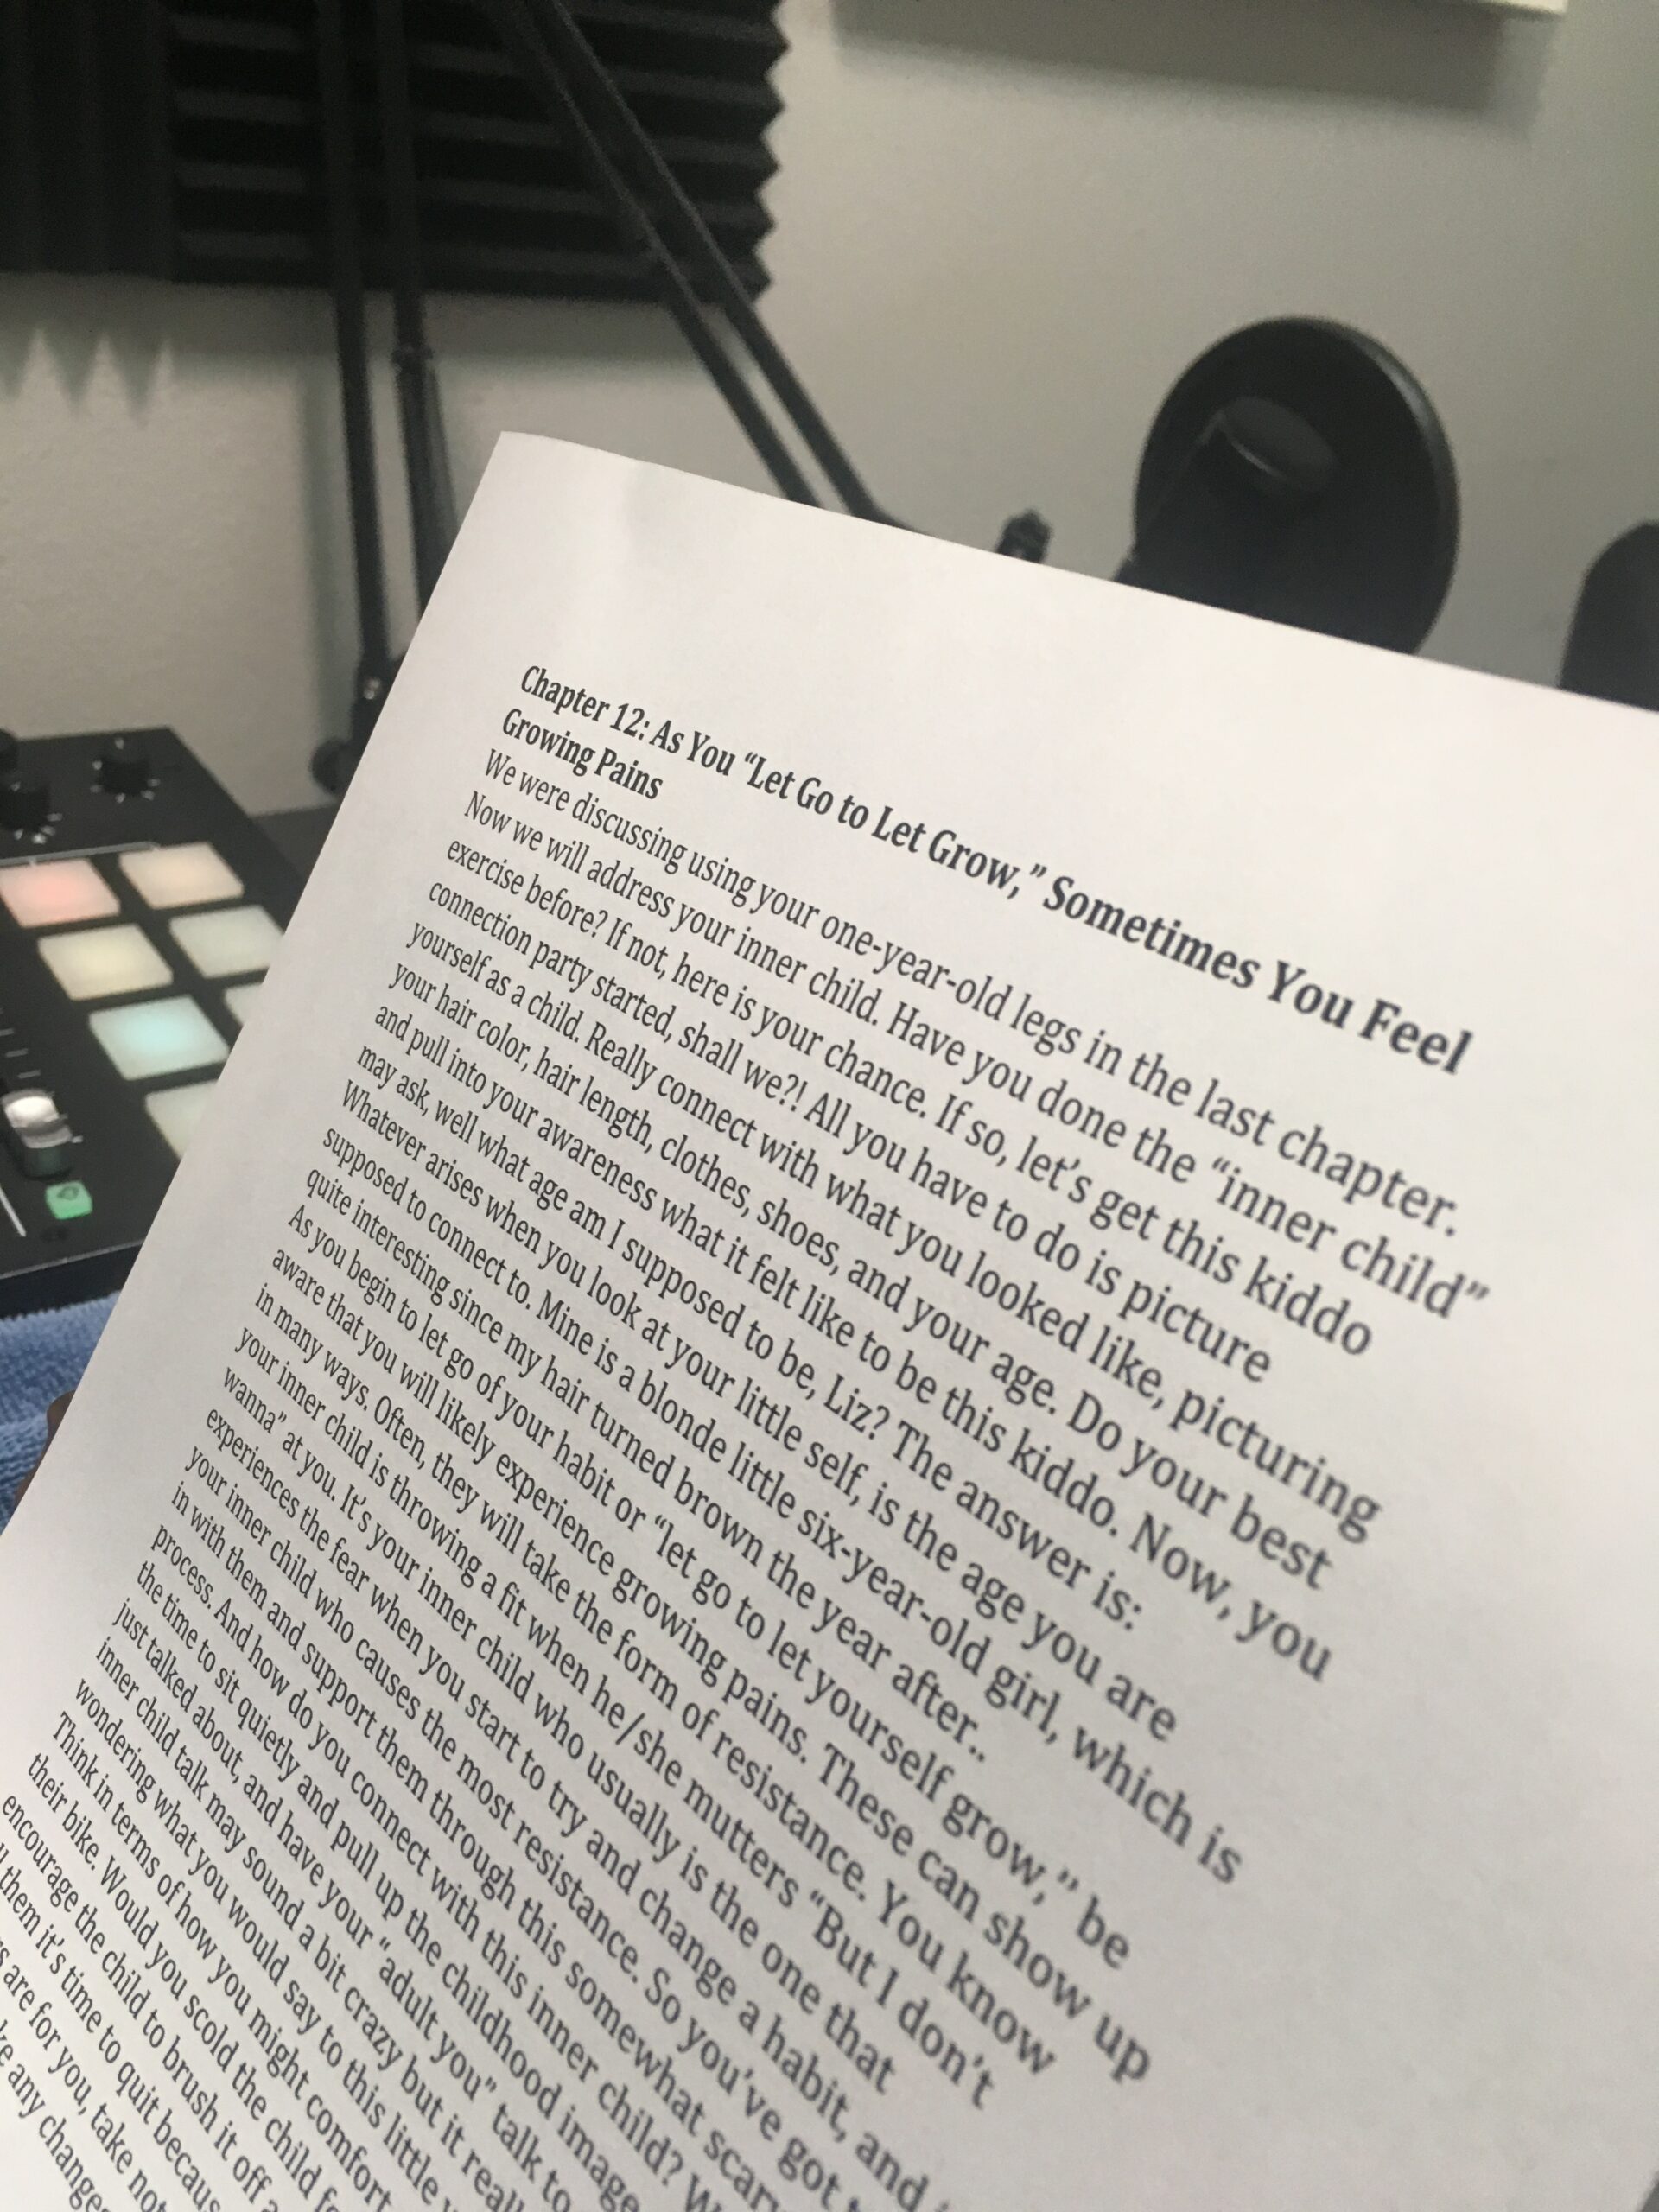 Chapter 12: As You “Let Go to Let Grow,” Sometimes You Feel
Growing Pains
We were discussing using your one-year-old legs in the last chapter.
Now we will address your inner child. Have you done the “inner child”
exercise before? If not, here is your chance. If so, let’s get this kiddo
connection party started, shall we?! All you have to do is picture
yourself as a child. Really connect with what you looked like, picturing
your hair color, hair length, clothes, shoes, and your age. Do your best
and pull into your awareness what it felt like to be this kiddo. Now, you
may ask, well what age am I supposed to be, Liz? The answer is:
Whatever arises when you look at your little self, is the age you are
supposed to connect to. Mine is a blonde little six-year-old girl, which is
quite interesting since my hair turned brown the year after..
As you begin to let go of your habit or “let go to let yourself grow,” be
aware that you will likely experience growing pains. These can show up
in many ways. Often, they will take the form of resistance. You know
your inner child is throwing a fit when he/she mutters “But I don’t
wanna” at you. It’s your inner child who usually is the one that
experiences the fear when you start to try and change a habit, and
your inner child who causes the most resistance. So you’ve got
in with them and support them through this somewhat scary
process. And how do you connect with this inner child?
the time to sit quietly and pull up the childhood image
just talked about, and have your “adult you” talk to
inner child talk may sound a bit crazy but it
wondering what you would say to this little
Think in terms of how you might comfort
their bike. Would you scold the child
encourage the child to brush it off
them it’s time to quit
are for you, take
any changes